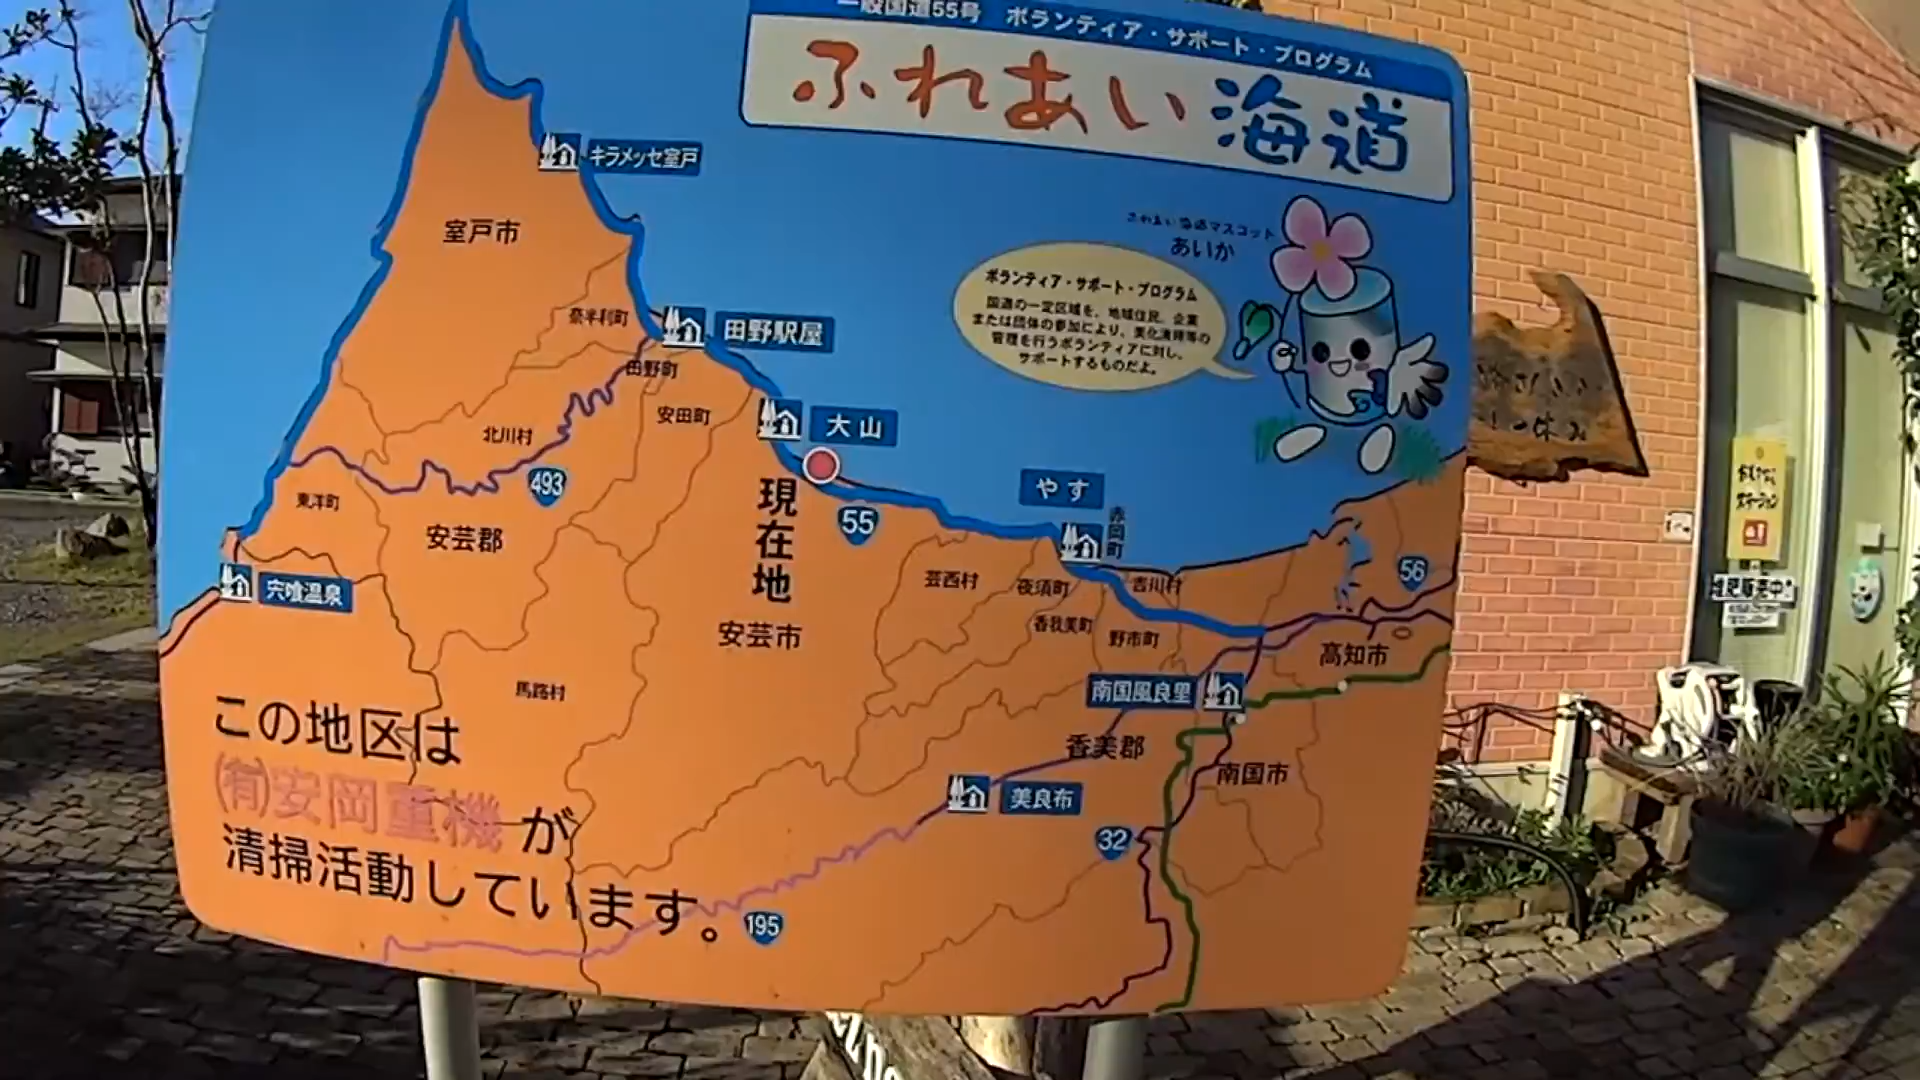 一般国道55号 ボランティア・サポート・プログラム
ふれあい海道
キラメッセ室戸
室戸市
ふれあい海道マスコット
あいか
ボランティア・サポート・プログラム
国道の一定区域を、地域住民、企業
または団体の参加により、美化清掃等の
管理を行うボランティアに対し、
サポートするものだよ。
奈半利町
田野駅屋
田野町
安田町
大山
北川村
493
現在地
55
やす
赤岡町
東洋町
安芸郡
芸西村
夜須町
吉川村
56
宍喰温泉
安芸市
香我美町
野市町
高知市
馬路村
南国風良里
香美郡
南国市
美良布
32
195
この地区は
(有)安岡重機が
清掃活動しています。
堆肥販売中